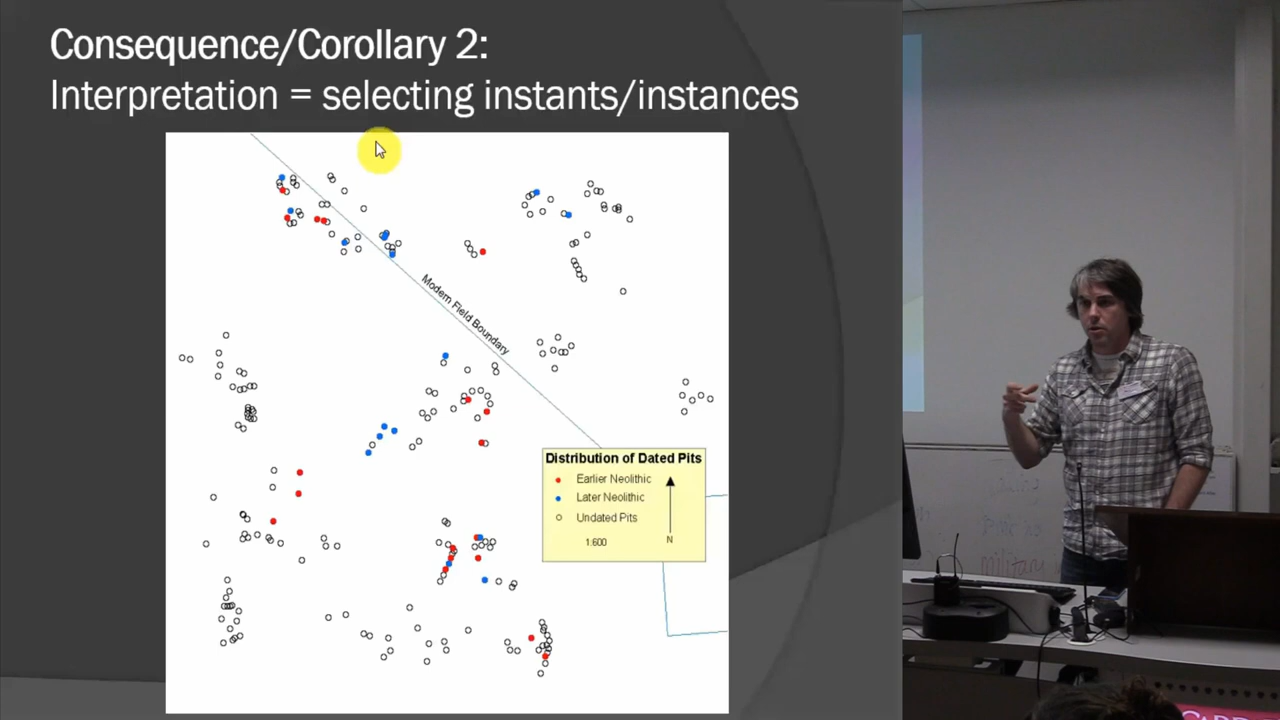 Consequence/Corollary 2:
Interpretation = selecting instants/instances
Modern Field Boundary
Distribution of Dated Pits
Earlier Neolithic
Later Neolithic
Undated Pits
1:600
N
military